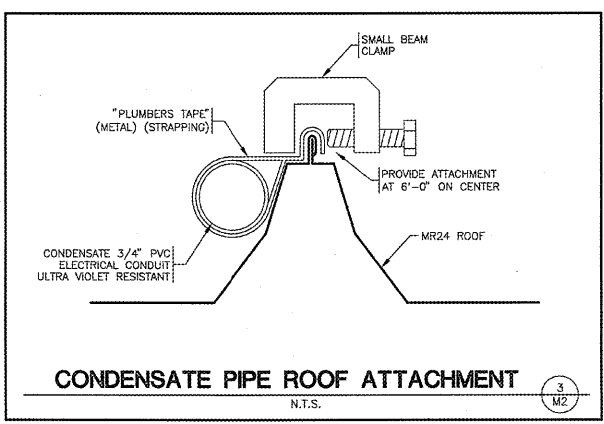 SMALL BEAM
CLAMP
"PLUMBERS TAPE"
(METAL) (STRAPPING)
PROVIDE ATTACHMENT
AT 6'-0" ON CENTER
MR24 ROOF
CONDENSATE 3/4" PVC
ELECTRICAL CONDUIT
ULTRA VIOLET RESISTANT
CONDENSATE PIPE ROOF ATTACHMENT
N.T.S.
3
M2